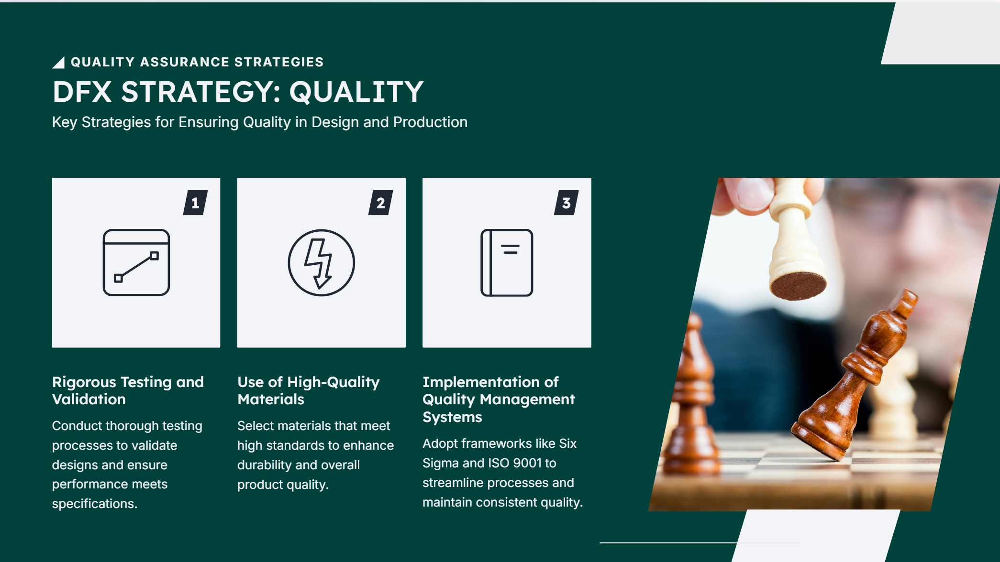 QUALITY ASSURANCE STRATEGIES
DFX STRATEGY: QUALITY
Key Strategies for Ensuring Quality in Design and Production
1
Rigorous Testing and
Validation
Conduct thorough testing
processes to validate
designs and ensure
performance meets
specifications.
2
Use of High-Quality
Materials
Select materials that meet
high standards to enhance
durability and overall
product quality.
3
Implementation of
Quality Management
Systems
Adopt frameworks like Six
Sigma and ISO 9001 to
streamline processes and
maintain consistent quality.